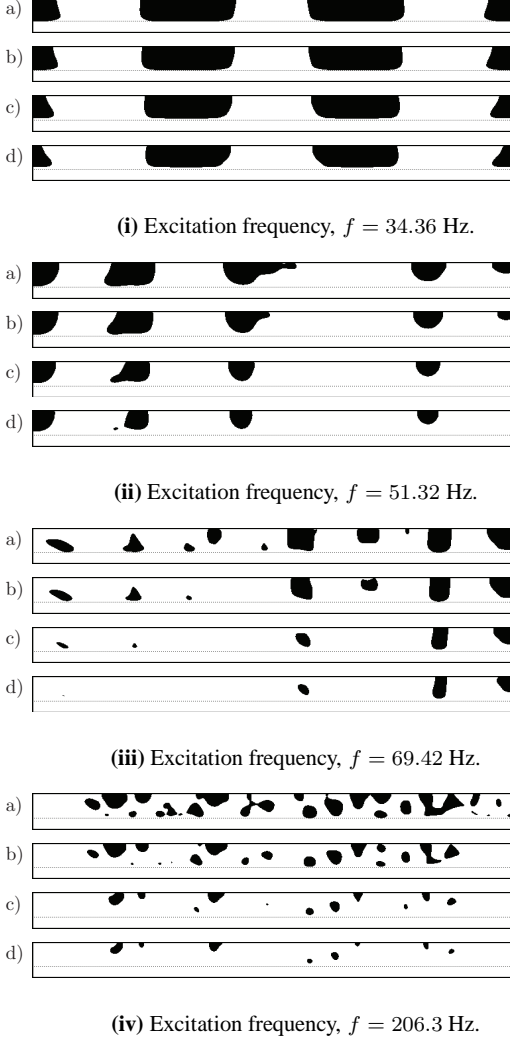 a)
b)
c)
d)
(i) Excitation frequency, f = 34.36 Hz.
a)
b)
c)
d)
(ii) Excitation frequency, f = 51.32 Hz.
a)
b)
c)
d)
(iii) Excitation frequency, f = 69.42 Hz.
a)
b)
c)
d)
(iv) Excitation frequency, f = 206.3 Hz.